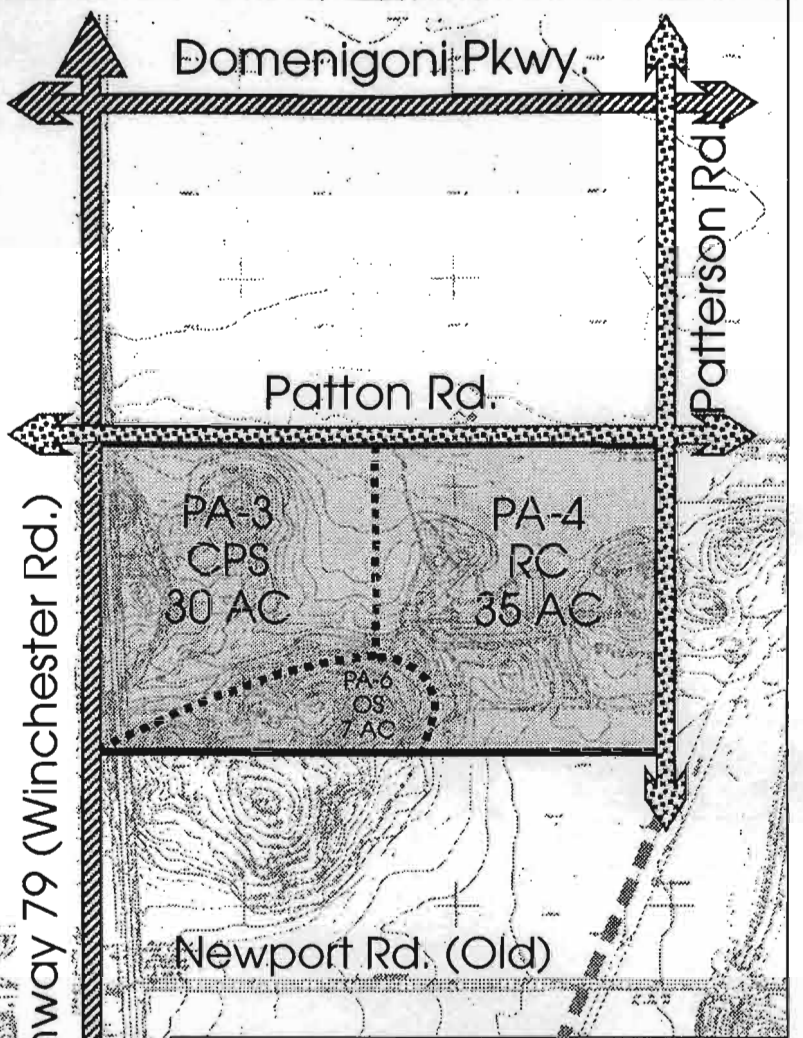 Domenigoni Pkwy.
Patterson Rd.
Patton Rd.
PA-3
CPS
30 AC
PA-4
RC
35 AC
PA-6
OS
7 AC
79 (Winchester Rd.)
Newport Rd. (Old)